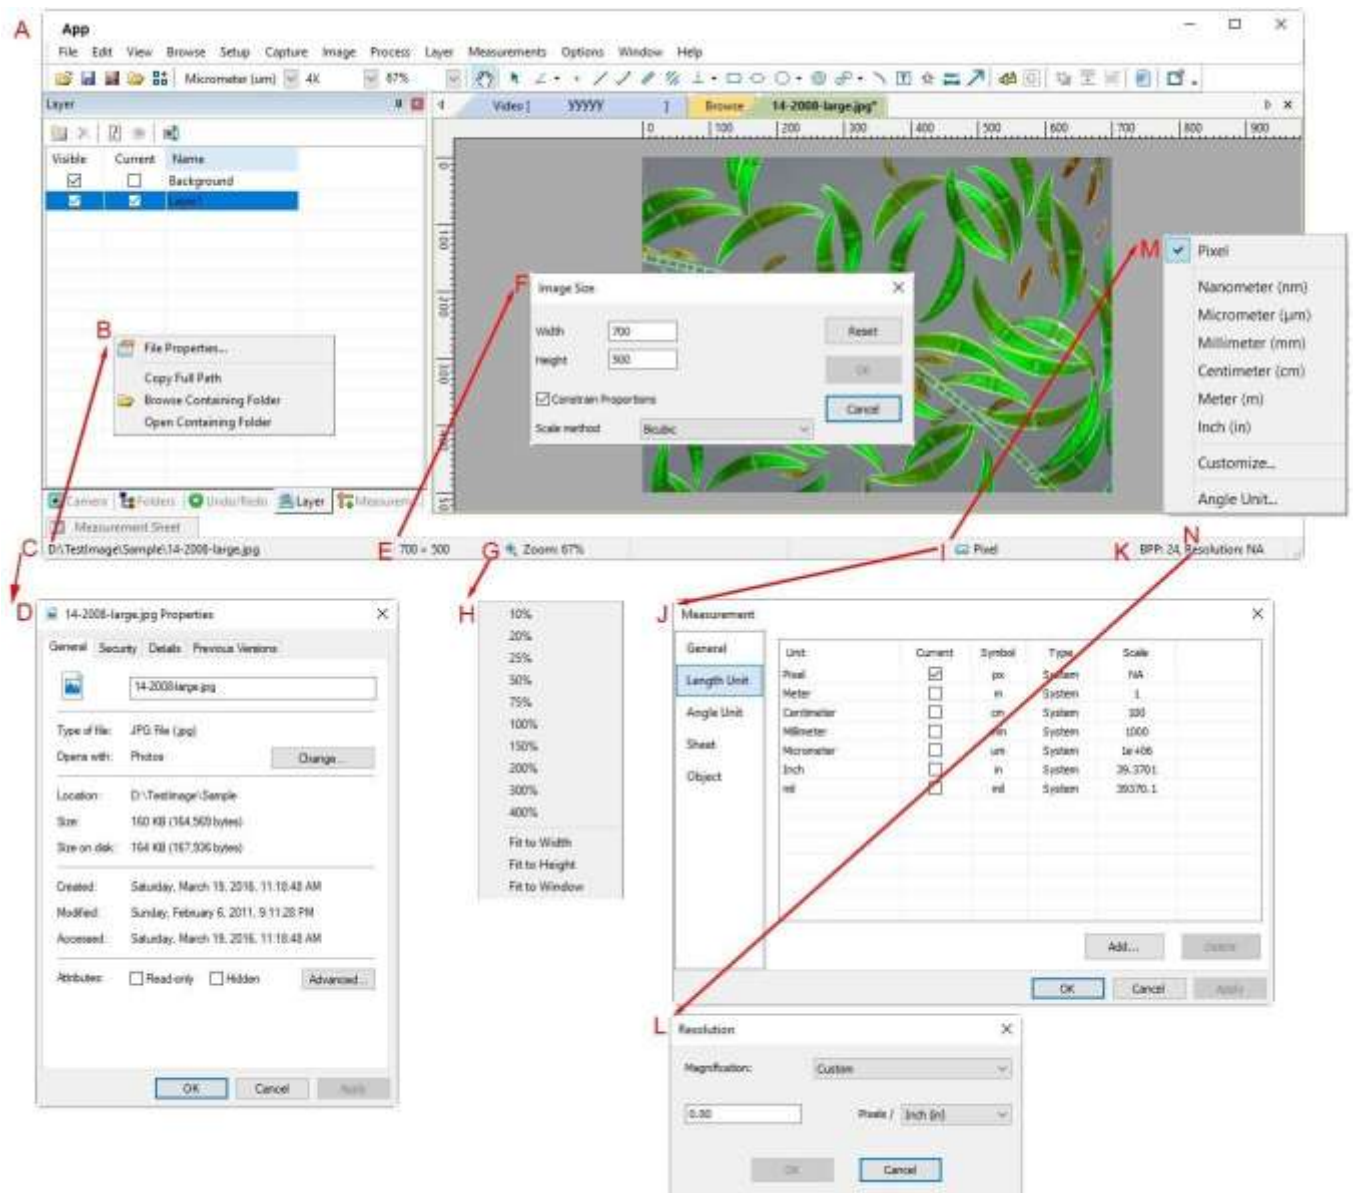 A
App
File Edit View Browse Setup Capture Image Process Layer Measurements Options Window Help
Micrometer (um) 4X 67%
Layer
Video [ yyyyy ] Browse 14-2008-large.jpg*
0 100 200 300 400 500 600 700 800 900
Visible Current Name
Background
Layer1
0
100
200
300
400
50
B
File Properties...
Copy Full Path
Browse Containing Folder
Open Containing Folder
F
Image Size
Width 700 Reset
Height 500 OK
Constrain Proportions Cancel
Scale method Bicubic
M
Pixel
Nanometer (nm)
Micrometer (μm)
Millimeter (mm)
Centimeter (cm)
Meter (m)
Inch (in)
Customize...
Angle Unit...
Camera Folders Undo/Redo Layer Measurem
Measurement Sheet
C D:\TestImage\Sample\14-2008-large.jpg E 700 × 500 G Zoom: 67% I Pixel K N BPP: 24, Resolution: NA
D
14-2008-large.jpg Properties
General Security Details Previous Versions
14-2008-large.jpg
Type of file: JPG File (.jpg)
Opens with: Photos Change...
Location: D:\TestImage\Sample
Size: 160 KB (164,569 bytes)
Size on disk: 164 KB (167,936 bytes)
Created: Saturday, March 19, 2016, 11:18:48 AM
Modified: Sunday, February 6, 2011, 9:11:28 PM
Accessed: Saturday, March 19, 2016, 11:18:48 AM
Attributes: Read-only Hidden Advanced...
OK Cancel Apply
H
10%
20%
25%
50%
75%
100%
150%
200%
300%
400%
Fit to Width
Fit to Height
Fit to Window
J
Measurement
General
Length Unit
Angle Unit
Sheet
Object
Unit Current Symbol Type Scale
Pixel px System NA
Meter m System 1
Centimeter cm System 100
Millimeter mm System 1000
Micrometer um System 1e+06
Inch in System 39.3701
mil mil System 39370.1
Add... Delete
OK Cancel Apply
L
Resolution
Magnification: Custom
0.00 Pixels / Inch (in)
OK Cancel